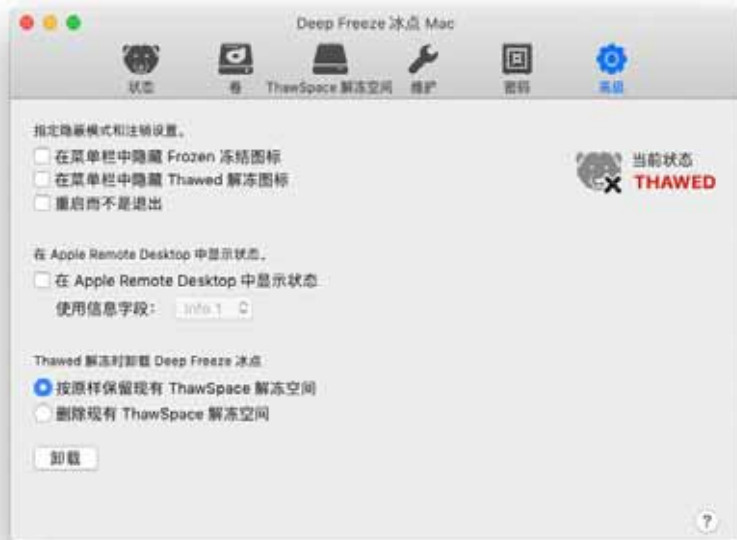 Deep Freeze 冰点 Mac
状态
卷
ThawSpace 解冻空间
维护
密码
高级
指定隐蔽模式和注销设置。
在菜单栏中隐藏 Frozen 冻结图标
在菜单栏中隐藏 Thawed 解冻图标
重启而不是退出
当前状态
THAWED
在 Apple Remote Desktop 中显示状态。
在 Apple Remote Desktop 中显示状态
使用信息字段: Info 1
Thawed 解冻时卸载 Deep Freeze 冰点
按原样保留现有 ThawSpace 解冻空间
删除现有 ThawSpace 解冻空间
卸载
?